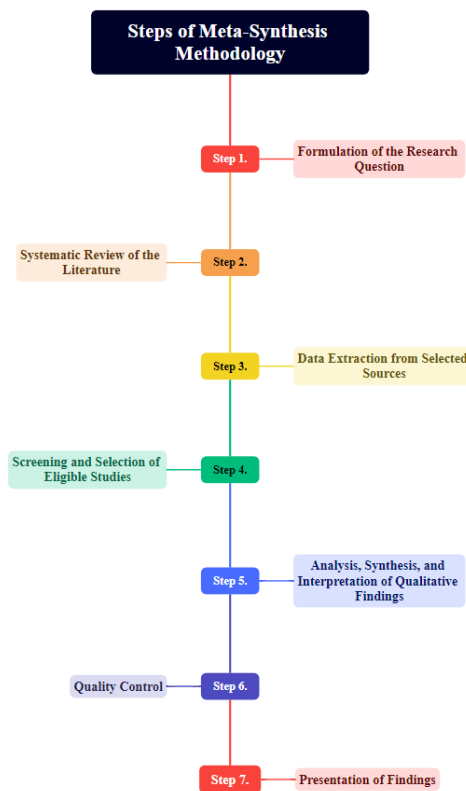 Steps of Meta-Synthesis
Methodology
Step 1.
Formulation of the Research
Question
Systematic Review of the
Literature
Step 2.
Step 3.
Data Extraction from Selected
Sources
Screening and Selection of
Eligible Studies
Step 4.
Step 5.
Analysis, Synthesis, and
Interpretation of Qualitative
Findings
Quality Control
Step 6.
Step 7.
Presentation of Findings